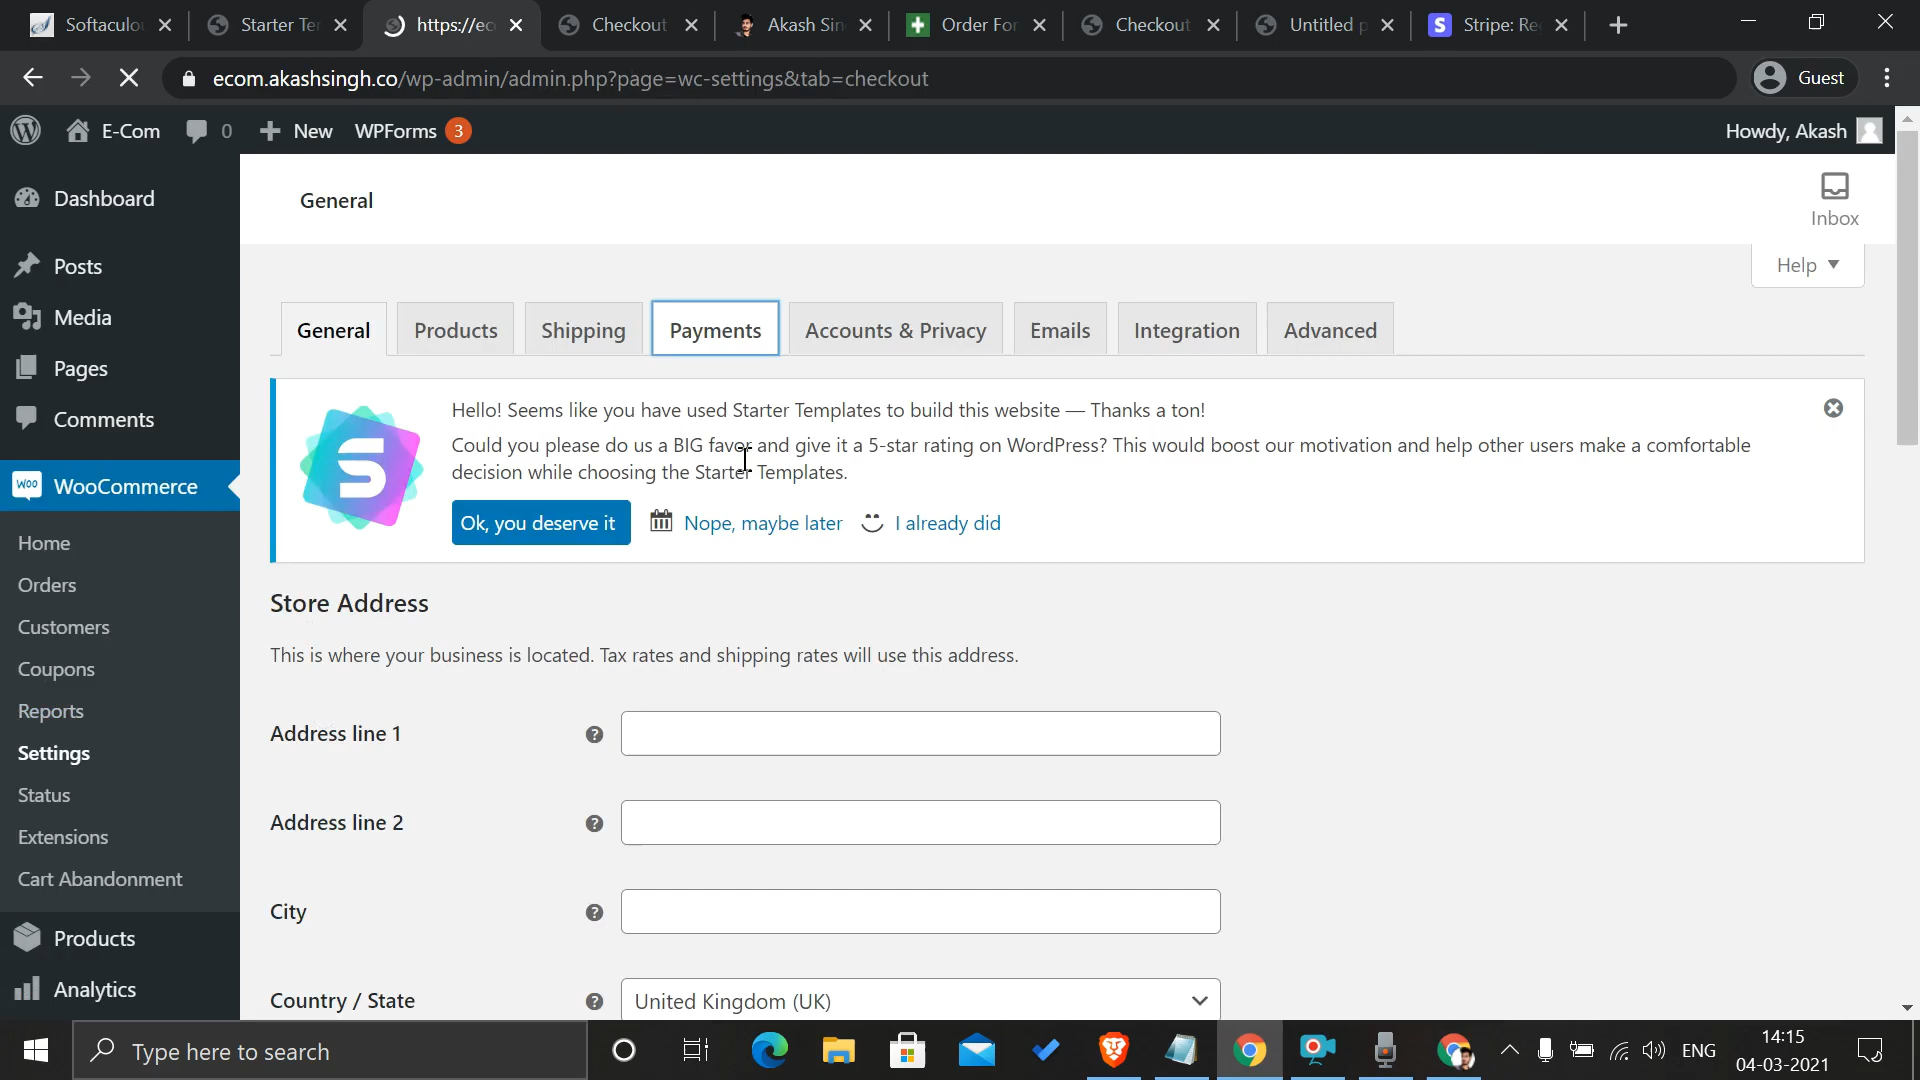 Softaculo
Starter Ter
https://ec
Checkout
Akash Sin
Order For
Checkout
Untitled p
Stripe: Re
ecom.akashsingh.co/wp-admin/admin.php?page=wc-settings&tab=checkout
Guest
E-Com
0
New
WPForms 3
Howdy, Akash
Dashboard
Posts
Media
Pages
Comments
WOO WooCommerce
Home
Orders
Customers
Coupons
Reports
Settings
Status
Extensions
Cart Abandonment
Products
Analytics
General
Inbox
Help
General
Products
Shipping
Payments
Accounts & Privacy
Emails
Integration
Advanced
S
Hello! Seems like you have used Starter Templates to build this website — Thanks a ton!
Could you please do us a BIG favor and give it a 5-star rating on WordPress? This would boost our motivation and help other users make a comfortable
decision while choosing the Starter Templates.
Ok, you deserve it
Nope, maybe later
I already did
Store Address
This is where your business is located. Tax rates and shipping rates will use this address.
Address line 1
Address line 2
City
Country / State
United Kingdom (UK)
Type here to search
ENG
14:15
04-03-2021